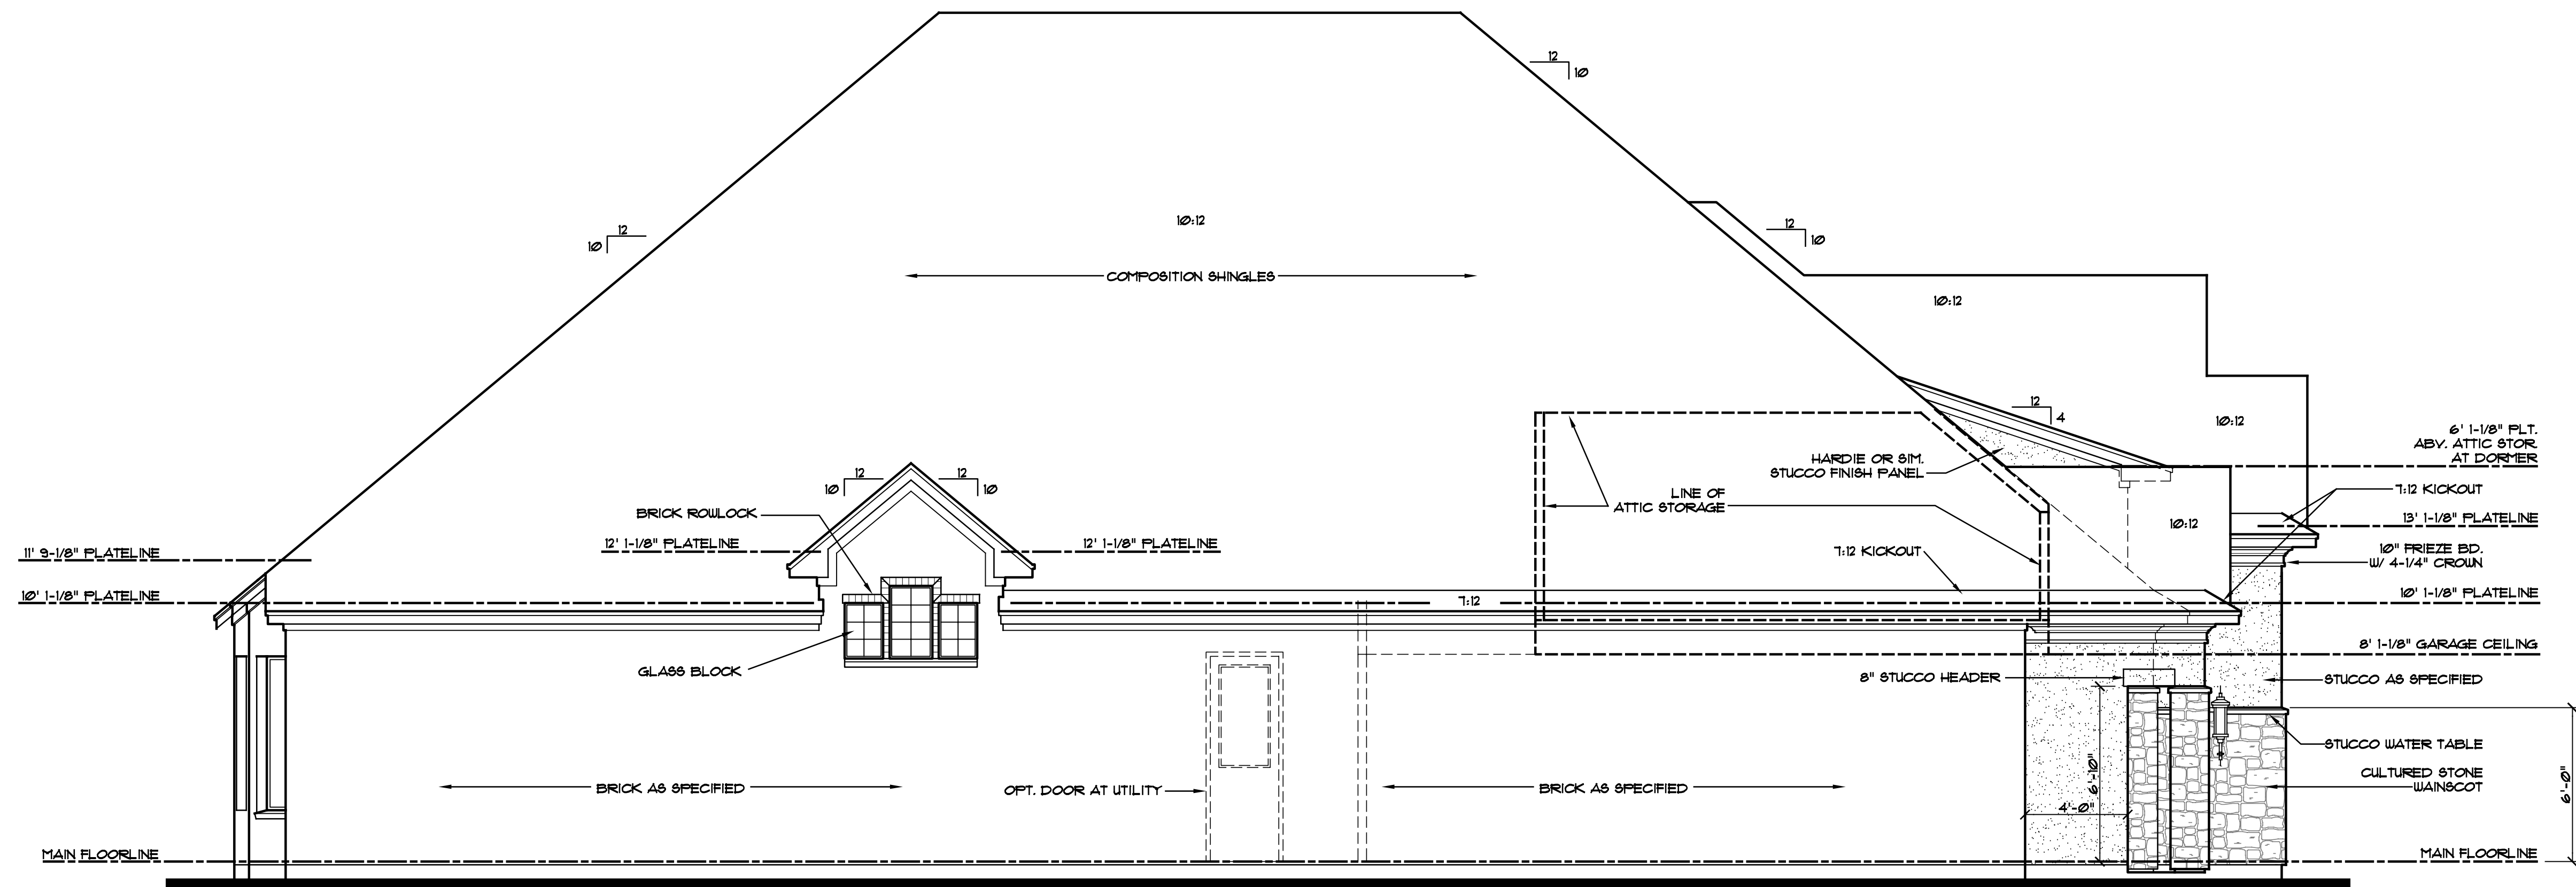 12
10
12
10
10:12
12
10
COMPOSITION SHINGLES
12
10
10:12
12
4
10:12
6' 1-1/8" PLT.
ABV. ATTIC STOR.
AT DORMER
HARDIE OR SIM.
STUCCO FINISH PANEL
12
10
12
10
LINE OF
ATTIC STORAGE
7:12 KICKOUT
BRICK ROWLOCK
13' 1-1/8" PLATELINE
10:12
12' 1-1/8" PLATELINE
12' 1-1/8" PLATELINE
7:12 KICKOUT
11' 9-1/8" PLATELINE
10" FRIEZE BD.
W/ 4-1/4" CROWN
10' 1-1/8" PLATELINE
7:12
10' 1-1/8" PLATELINE
8' 1-1/8" GARAGE CEILING
GLASS BLOCK
8" STUCCO HEADER
STUCCO AS SPECIFIED
STUCCO WATER TABLE
6'-10"
CULTURED STONE
WAINSCOT
6'-0"
BRICK AS SPECIFIED
OPT. DOOR AT UTILITY
BRICK AS SPECIFIED
4'-0"
MAIN FLOORLINE
MAIN FLOORLINE